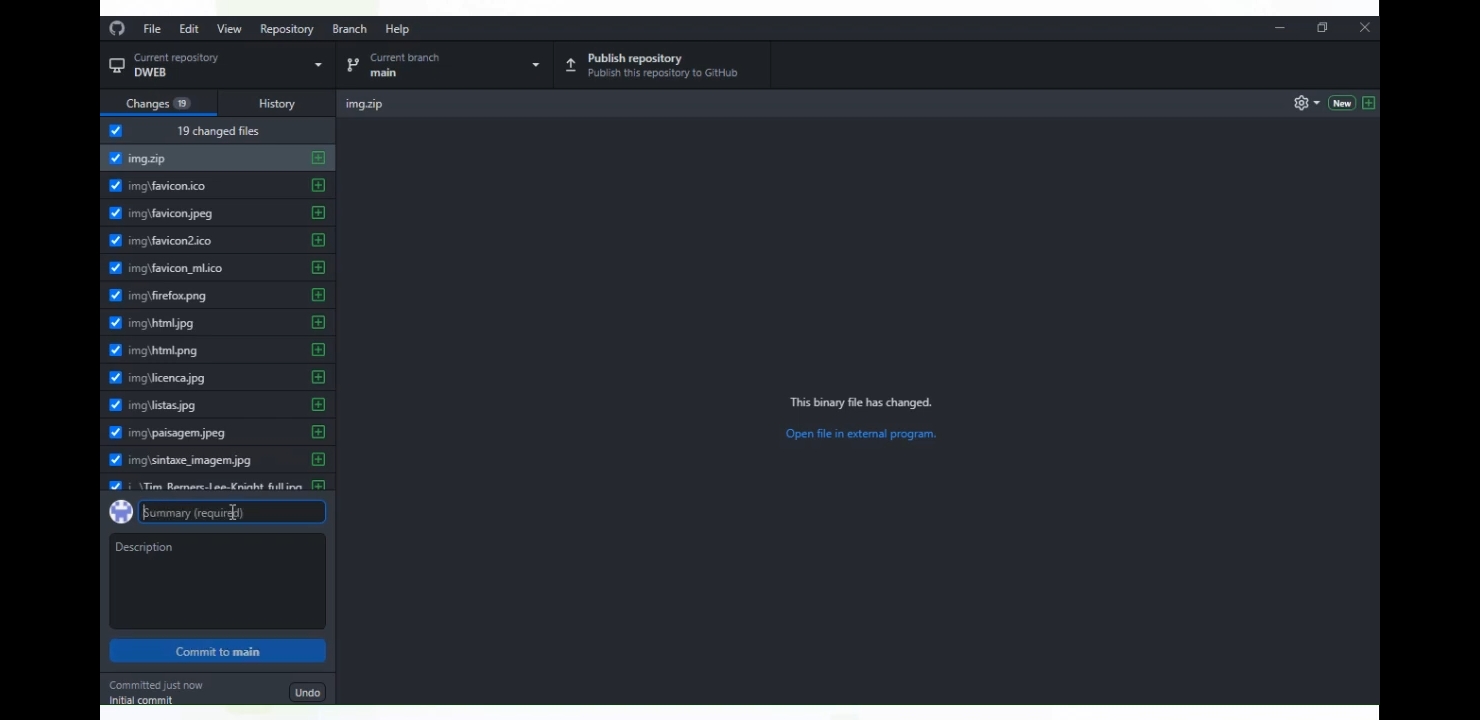 File Edit View Repository Branch Help
Current repository
DWEB
Current branch
main
Publish repository
Publish this repository to GitHub
Changes 19 History
img.zip
New
19 changed files
img.zip
img\favicon.ico
img\favicon.jpeg
img\favicon2.ico
img\favicon_ml.ico
img\firefox.png
img\html.jpg
img\html.png
img\licenca.jpg
img\listas.jpg
img\paisagem.jpeg
img\sintaxe_imagem.jpg
i...\Tim_Berners-Lee-Knight_full.jpg
This binary file has changed.
Open file in external program.
Summary (required)
Description
Commit to main
Committed just now
Initial commit
Undo